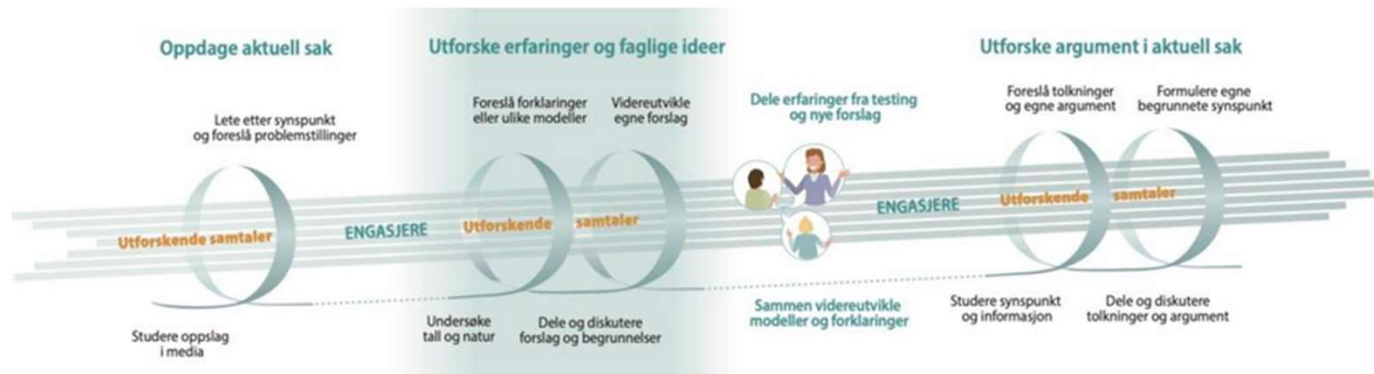 Oppdage aktuell sak
Lete etter synspunkt
og foreslå problemstillinger
Utforskende samtaler
Studere oppslag
i media
ENGASJERE
Utforske erfaringer og faglige ideer
Foreslå forklaringer
eller ulike modeller
Videreutvikle
egne forslag
Utforskende samtaler
Undersøke
tall og natur
Dele og diskutere
forslag og begrunnelser
Dele erfaringer fra testing
og nye forslag
Sammen videreutvikle
modeller og forklaringer
ENGASJERE
Utforske argument i aktuell sak
Foreslå tolkninger
og egne argument
Formulere egne
begrunnete synspunkt
Utforskende samtaler
Studere synspunkt
og informasjon
Dele og diskutere
tolkninger og argument